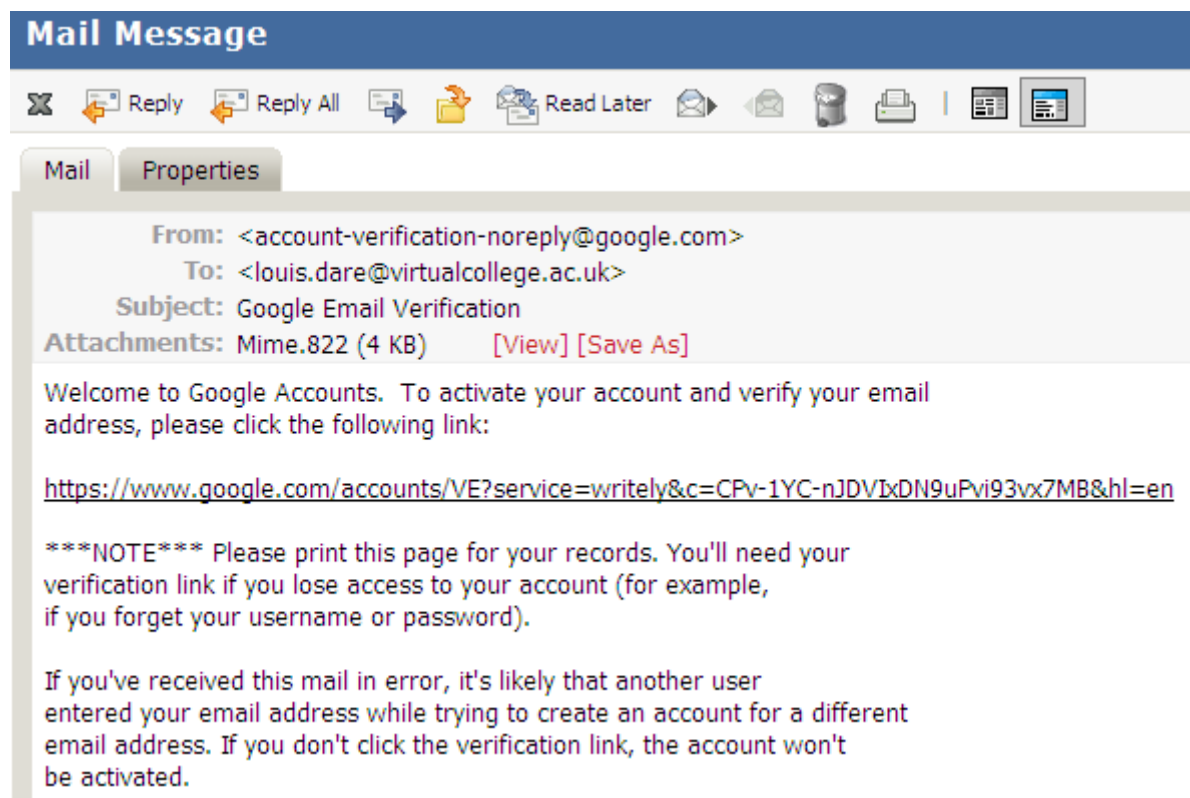 Mail Message
Reply Reply All Read Later
Mail Properties
From: <account-verification-noreply@google.com>
To: <louis.dare@virtualcollege.ac.uk>
Subject: Google Email Verification
Attachments: Mime.822 (4 KB) [View] [Save As]
Welcome to Google Accounts. To activate your account and verify your email
address, please click the following link:
https://www.google.com/accounts/VE?service=writely&c=CPv-1YC-nJDVIxDN9uPvi93vx7MB&hl=en
***NOTE*** Please print this page for your records. You'll need your
verification link if you lose access to your account (for example,
if you forget your username or password).
If you've received this mail in error, it's likely that another user
entered your email address while trying to create an account for a different
email address. If you don't click the verification link, the account won't
be activated.